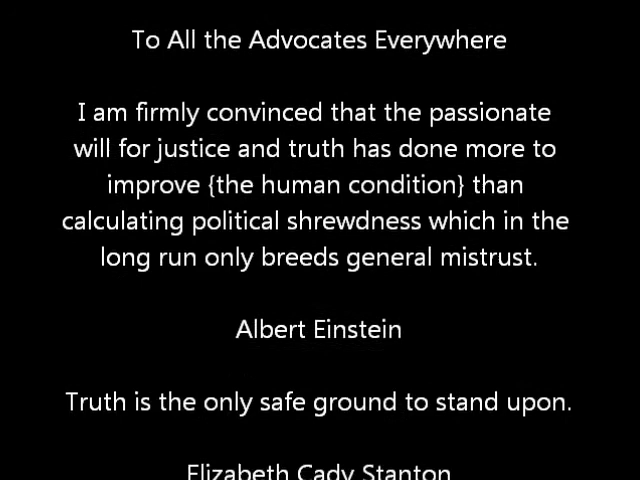 To All the Advocates Everywhere
I am firmly convinced that the passionate
will for justice and truth has done more to
improve {the human condition} than
calculating political shrewdness which in the
long run only breeds general mistrust.
Albert Einstein
Truth is the only safe ground to stand upon.
Elizabeth Cady Stanton